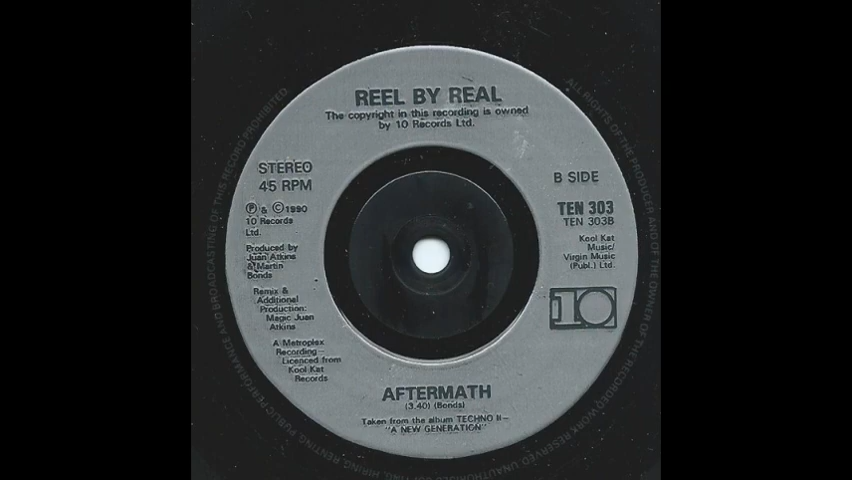 REEL BY REAL
The copyright in this recording is owned
by 10 Records Ltd.
STEREO
45 RPM
Ⓟ & ©1990
10 Records
Ltd.
Produced by
Juan Atkins
& Martin
Bonds
Remix &
Additional
Production:
Magic Juan
Atkins
A Metroplex
Recording–
Licenced from
Kool Kat
Records
B SIDE
TEN 303
TEN 303B
Kool Kat
Music/
Virgin Music
(Publ.) Ltd.
10
AFTERMATH
(3.40) (Bonds)
Taken from the album TECHNO II–
"A NEW GENERATION"
ALL RIGHTS OF THE PRODUCER AND OF THE OWNER OF THE RECORDED WORK RESERVED UNAUTHORISED COPYING, HIRING, RENTING, PUBLIC PERFORMANCE AND BROADCASTING OF THIS RECORD PROHIBITED